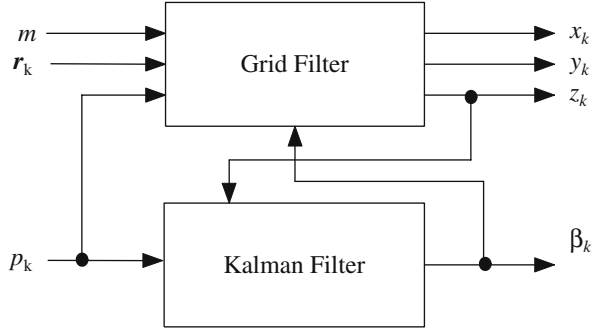 m
r_k
p_k
Grid Filter
Kalman Filter
x_k
y_k
z_k
β_k